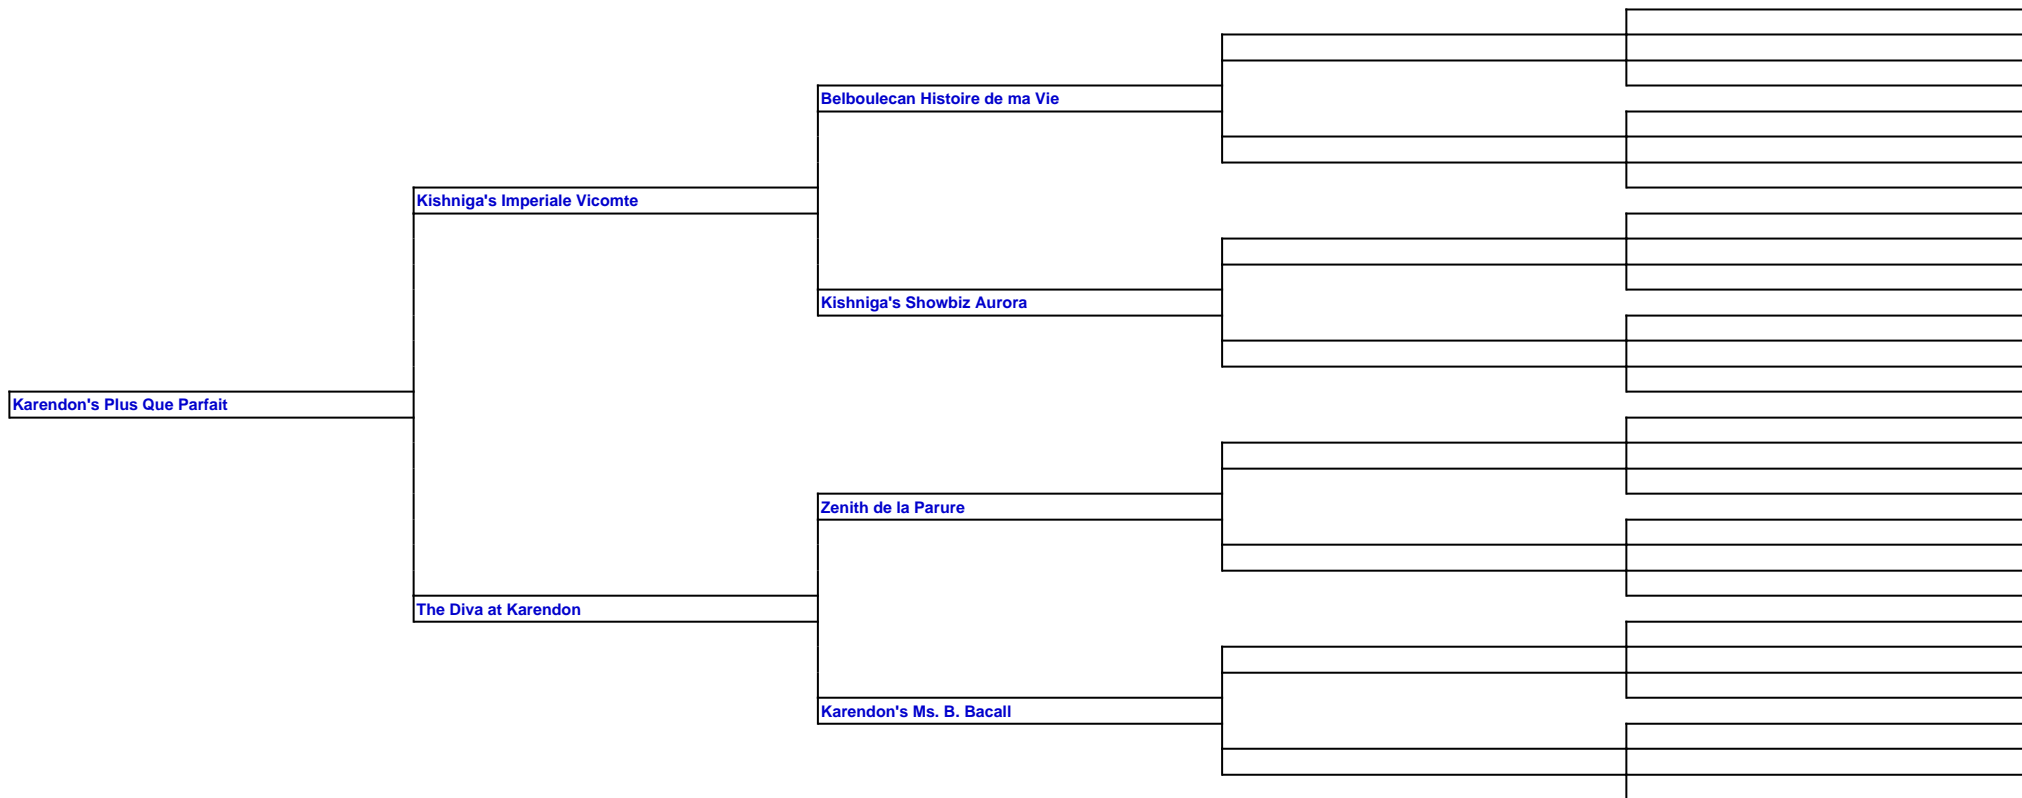 Belboulecan Histoire de ma Vie
Kishniga's Imperiale Vicomte
Kishniga's Showbiz Aurora
Karendon's Plus Que Parfait
Zenith de la Parure
The Diva at Karendon
Karendon's Ms. B. Bacall